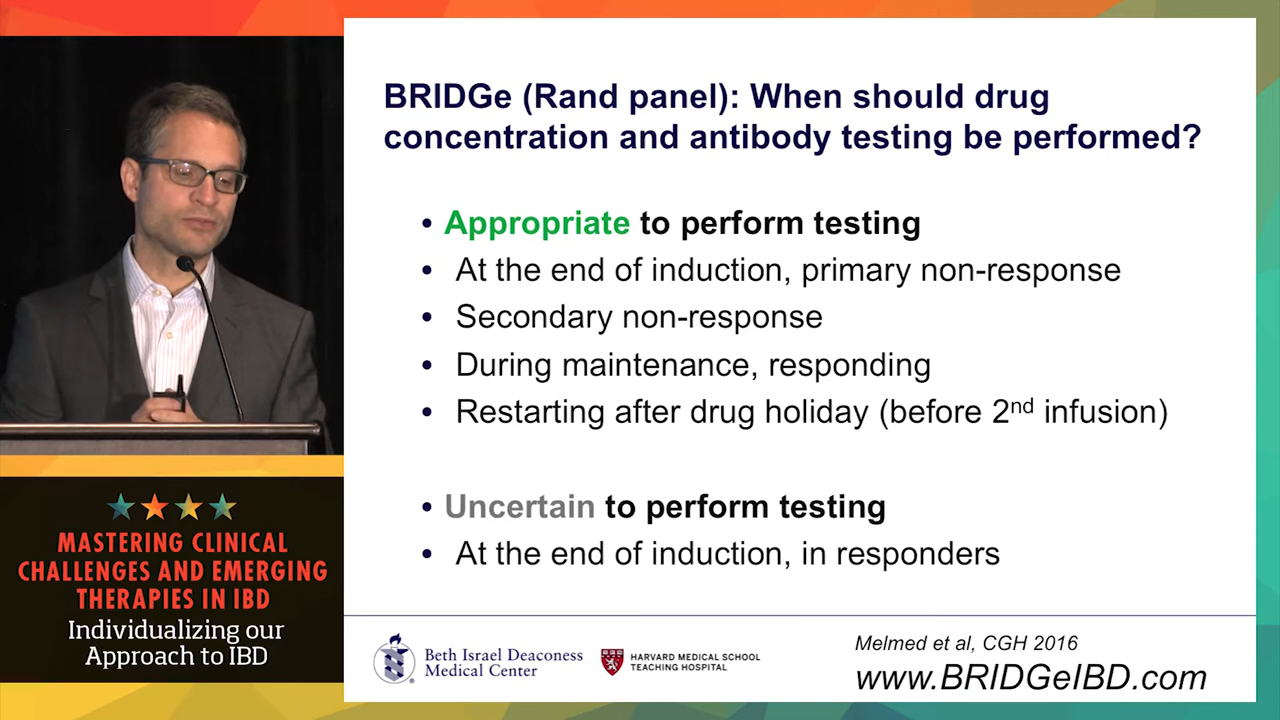 BRIDGe (Rand panel): When should drug
concentration and antibody testing be performed?
• Appropriate to perform testing
• At the end of induction, primary non-response
• Secondary non-response
• During maintenance, responding
• Restarting after drug holiday (before 2nd infusion)
• Uncertain to perform testing
• At the end of induction, in responders
MASTERING CLINICAL
CHALLENGES AND EMERGING
THERAPIES IN IBD
Individualizing our
Approach to IBD
Beth Israel Deaconess
Medical Center
HARVARD MEDICAL SCHOOL
TEACHING HOSPITAL
Melmed et al, CGH 2016
www.BRIDGeIBD.com